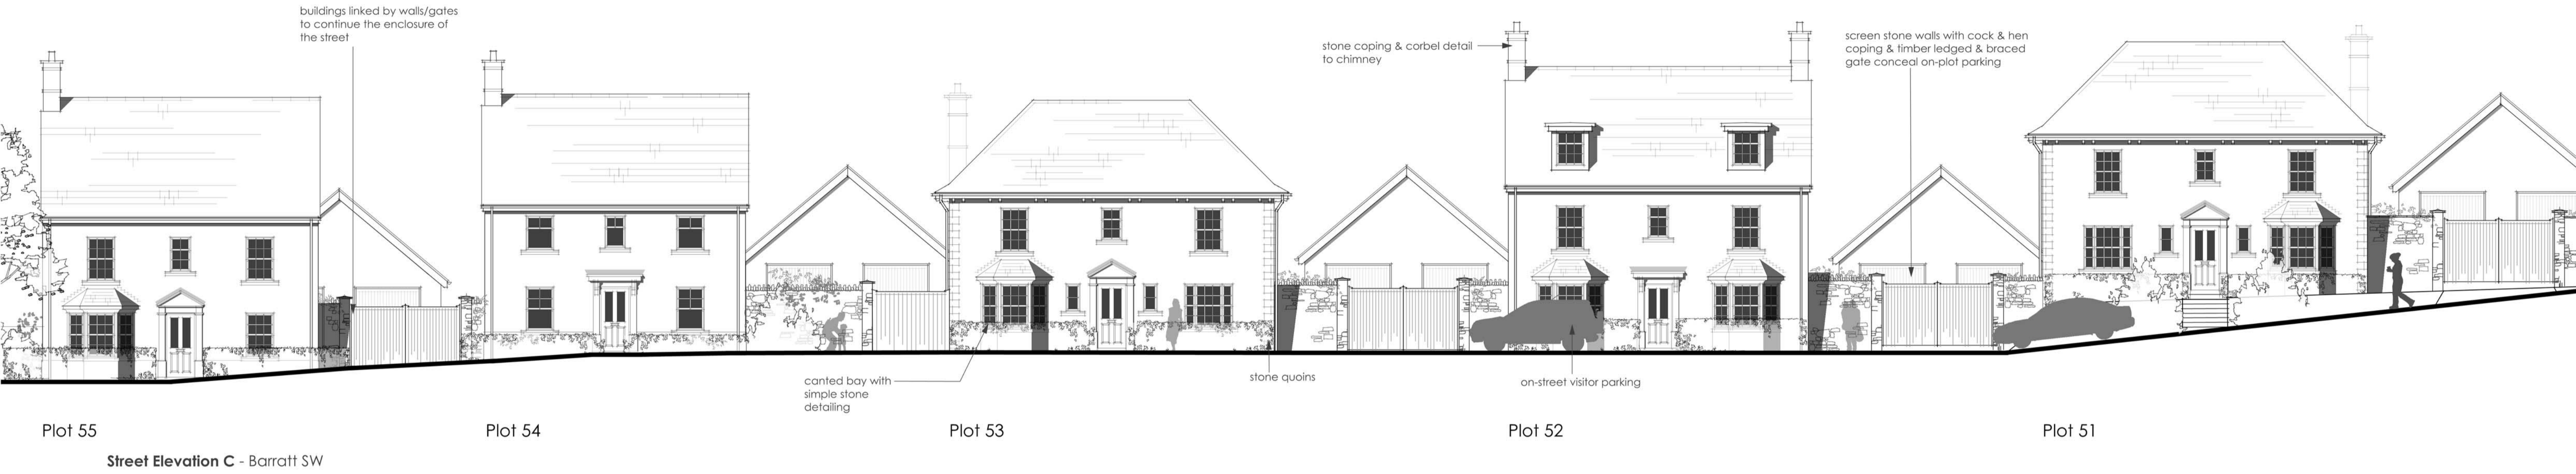 buildings linked by walls/gates
to continue the enclosure of
the street
stone coping & corbel detail
to chimney
screen stone walls with cock & hen
coping & timber ledged & braced
gate conceal on-plot parking
canted bay with
simple stone
detailing
stone quoins
on-street visitor parking
Plot 55
Plot 54
Plot 53
Plot 52
Plot 51
Street Elevation C - Barratt SW